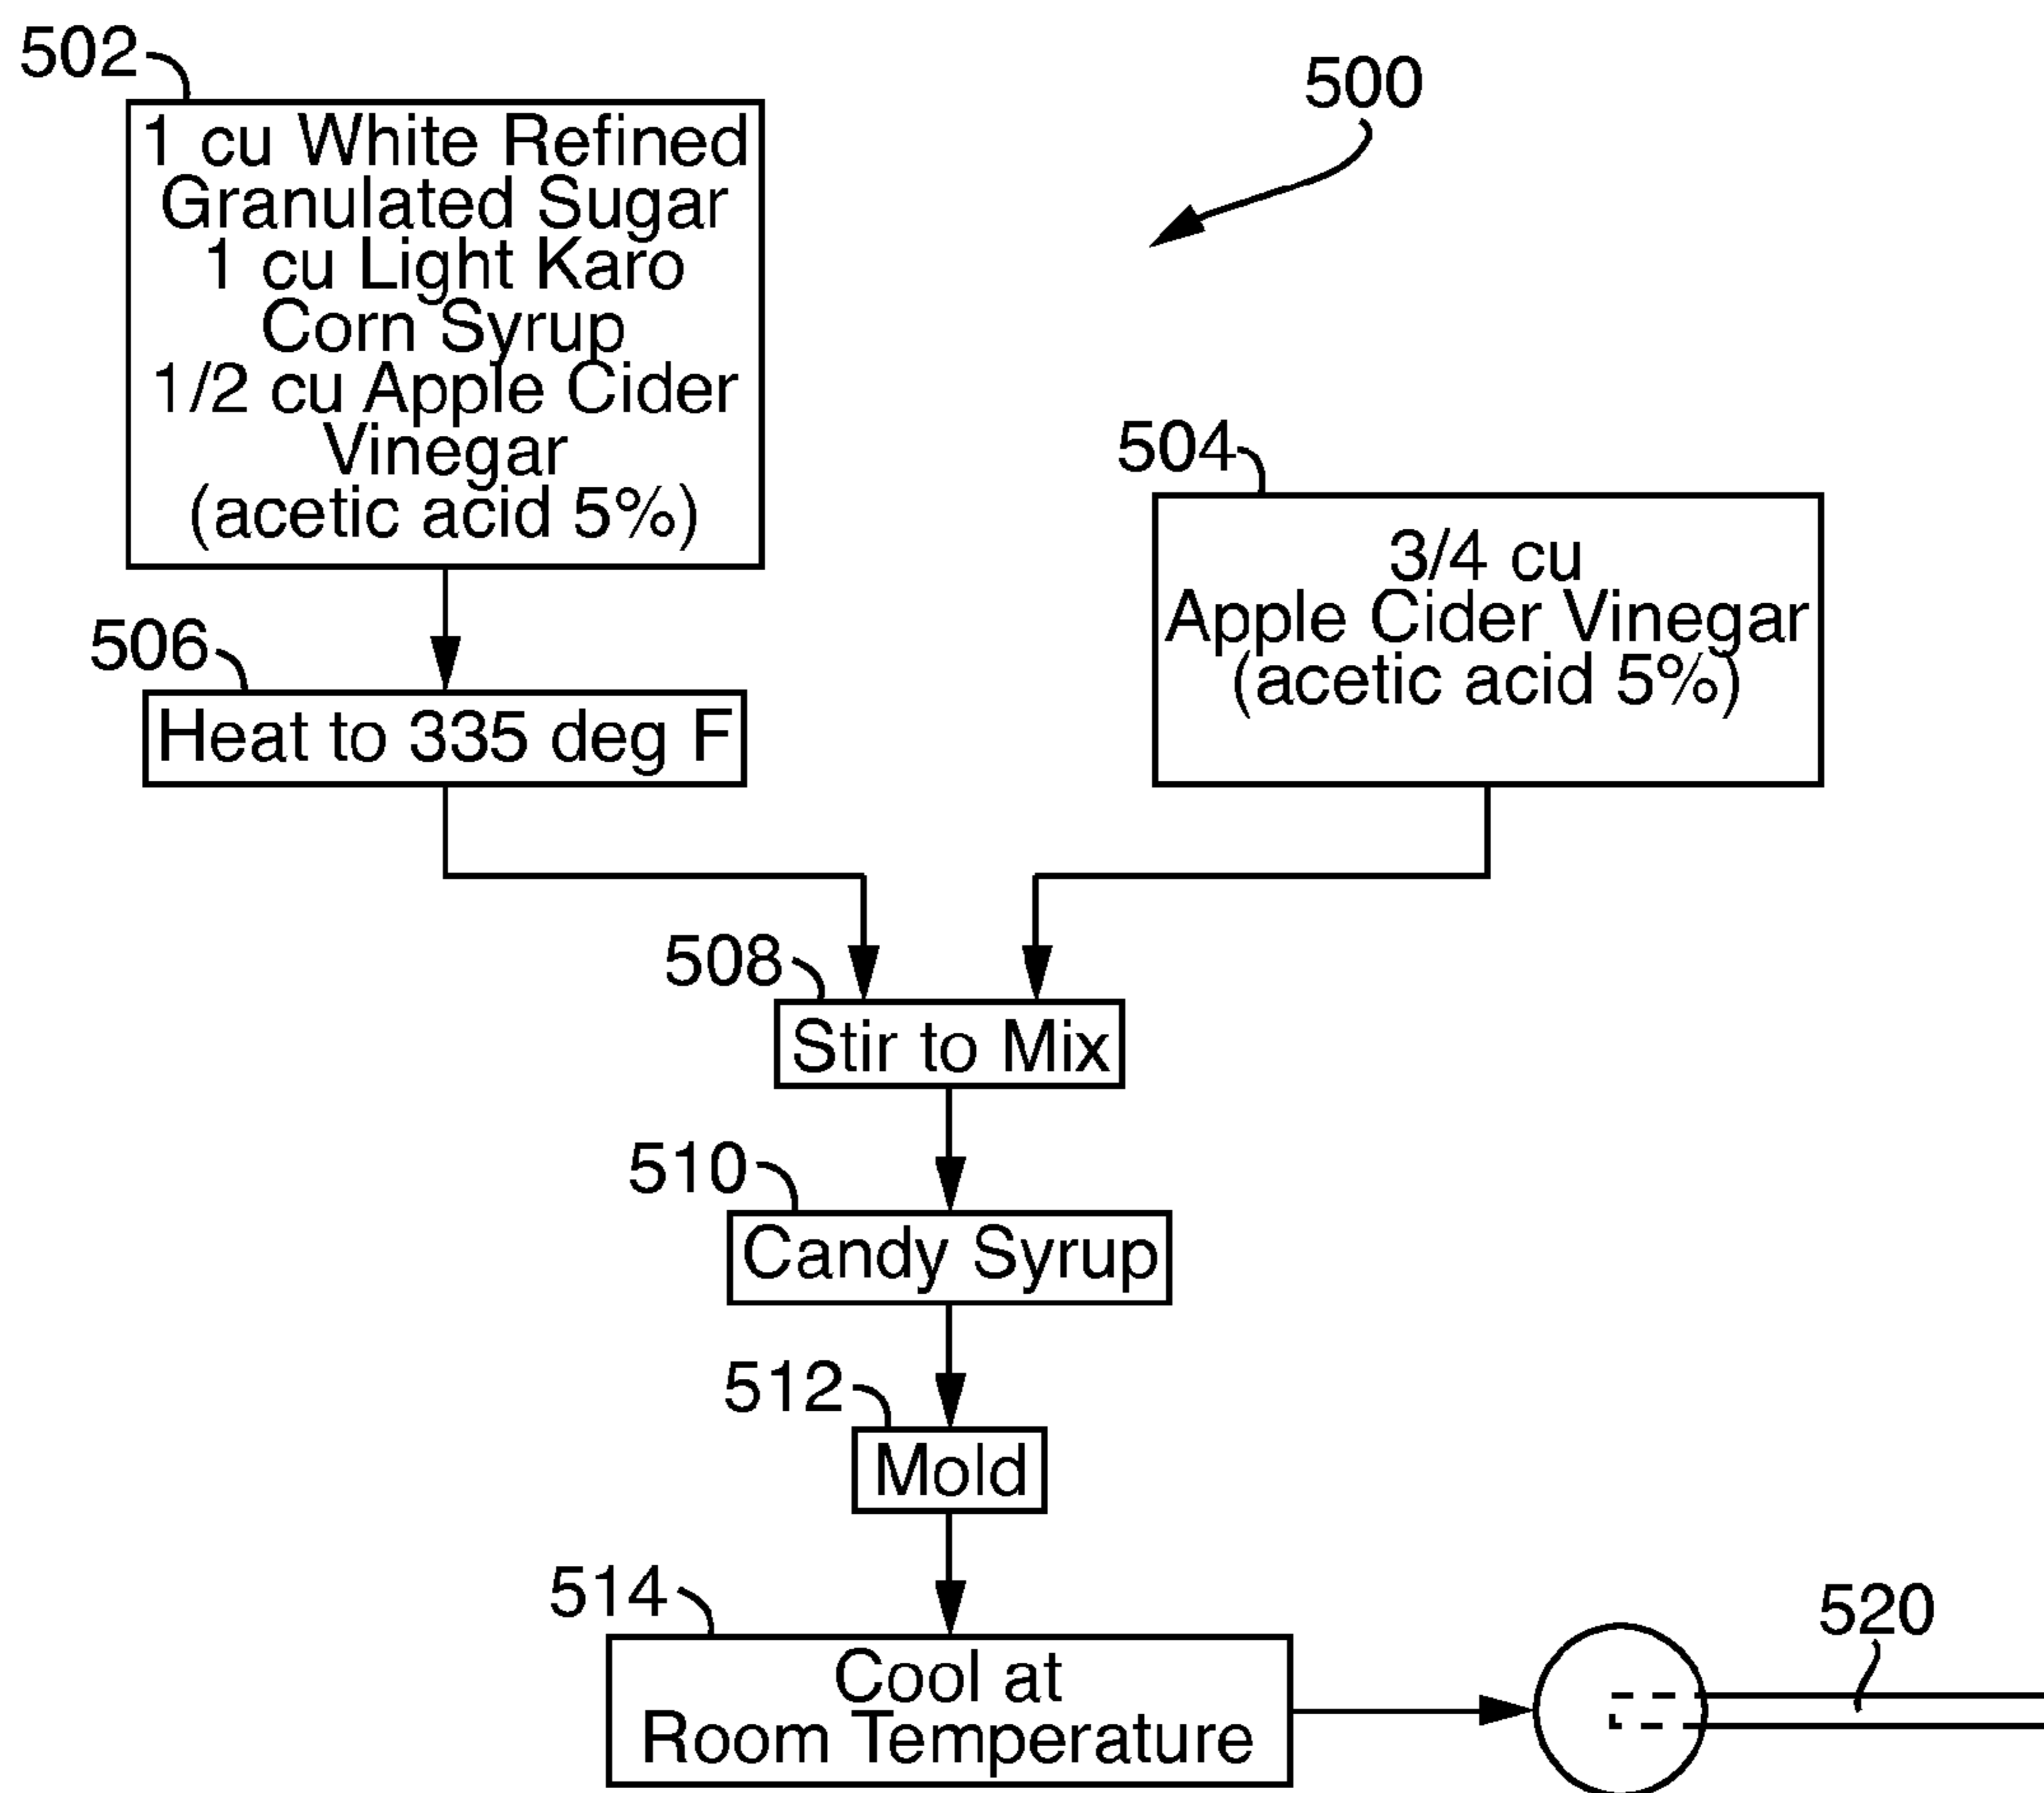 502
500
1 cu White Refined
Granulated Sugar
1 cu Light Karo
Corn Syrup
1/2 cu Apple Cider
Vinegar
(acetic acid 5%)
504
3/4 cu
Apple Cider Vinegar
(acetic acid 5%)
506
Heat to 335 deg F
508
Stir to Mix
510
Candy Syrup
512
Mold
514
Cool at
Room Temperature
520